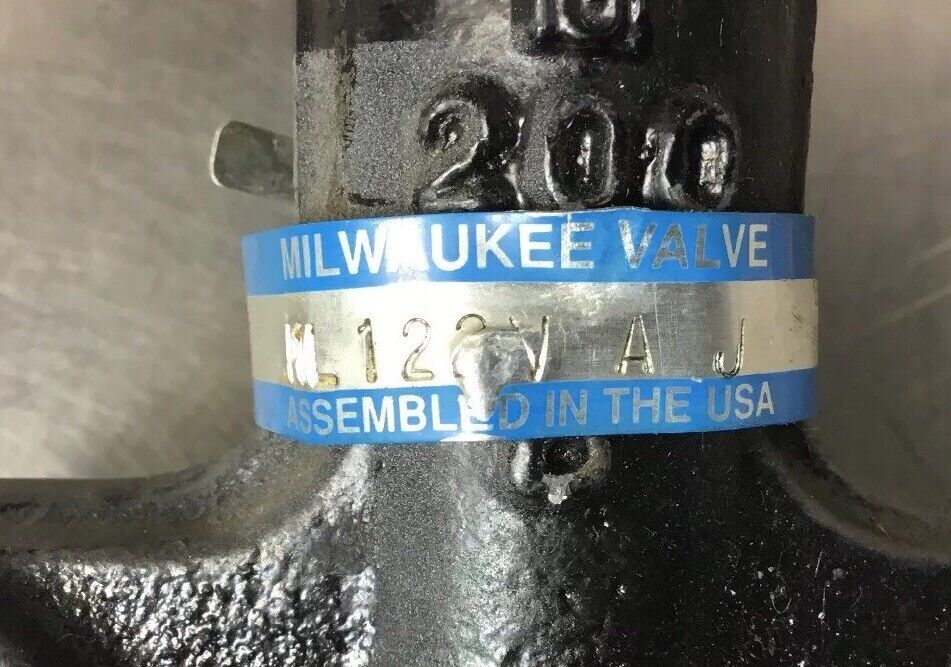 200
MILWAUKEE VALVE
A J
ASSEMBLED IN THE USA